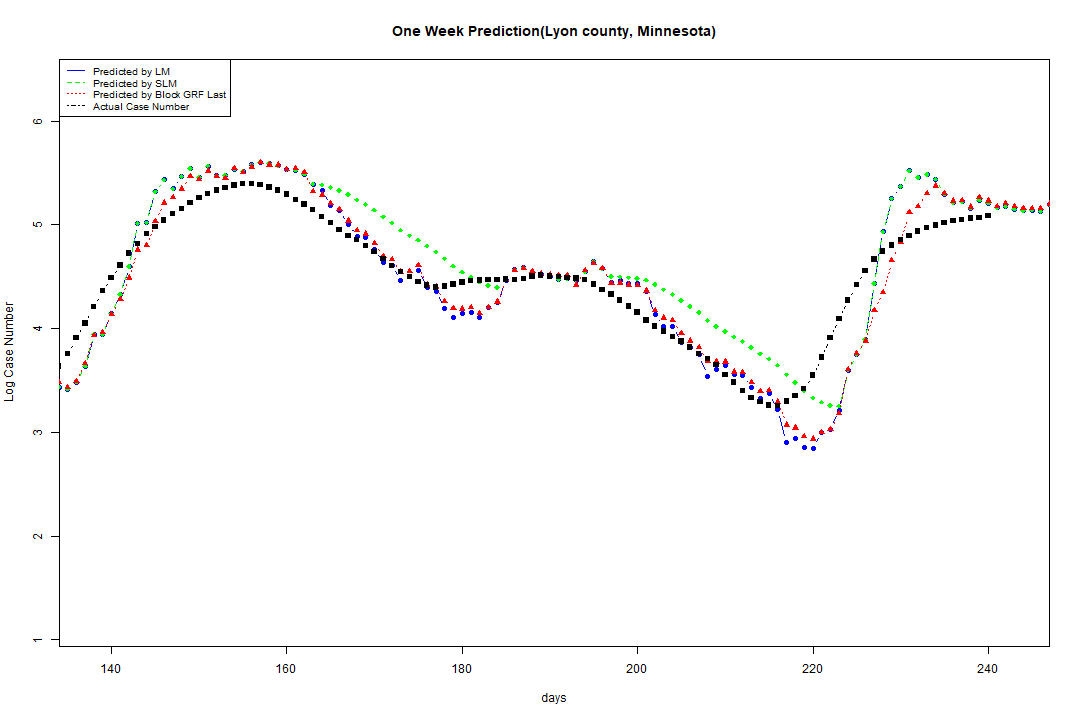 One Week Prediction(Lyon county, Minnesota)
Predicted by LM
Predicted by SLM
Predicted by Block GRF Last
Actual Case Number
Log Case Number
6
5
4
3
2
1
140 160 180 200 220 240
days